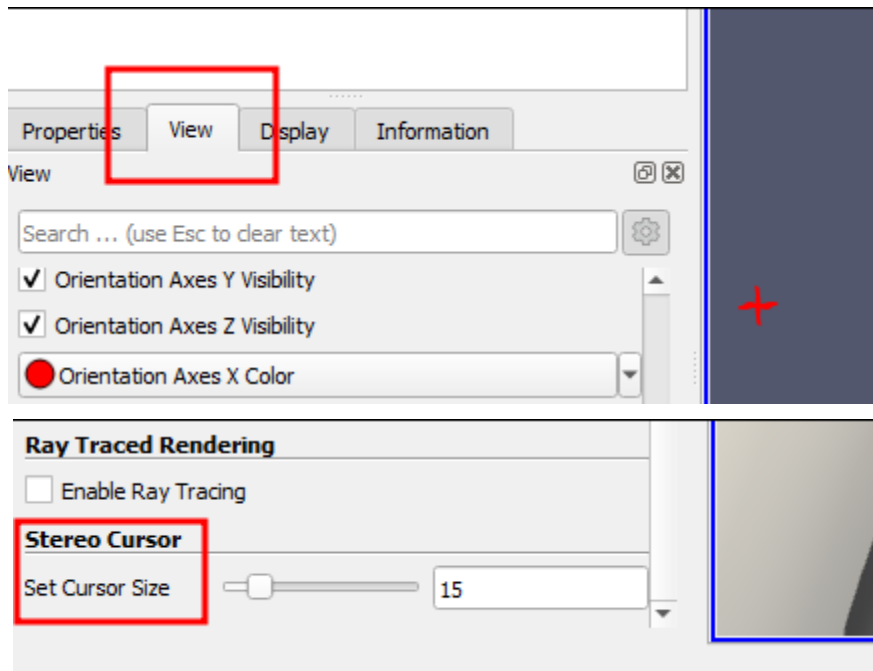 Properties View Display Information
View
Search ... (use Esc to clear text)
Orientation Axes Y Visibility
Orientation Axes Z Visibility
Orientation Axes X Color
Ray Traced Rendering
Enable Ray Tracing
Stereo Cursor
Set Cursor Size 15